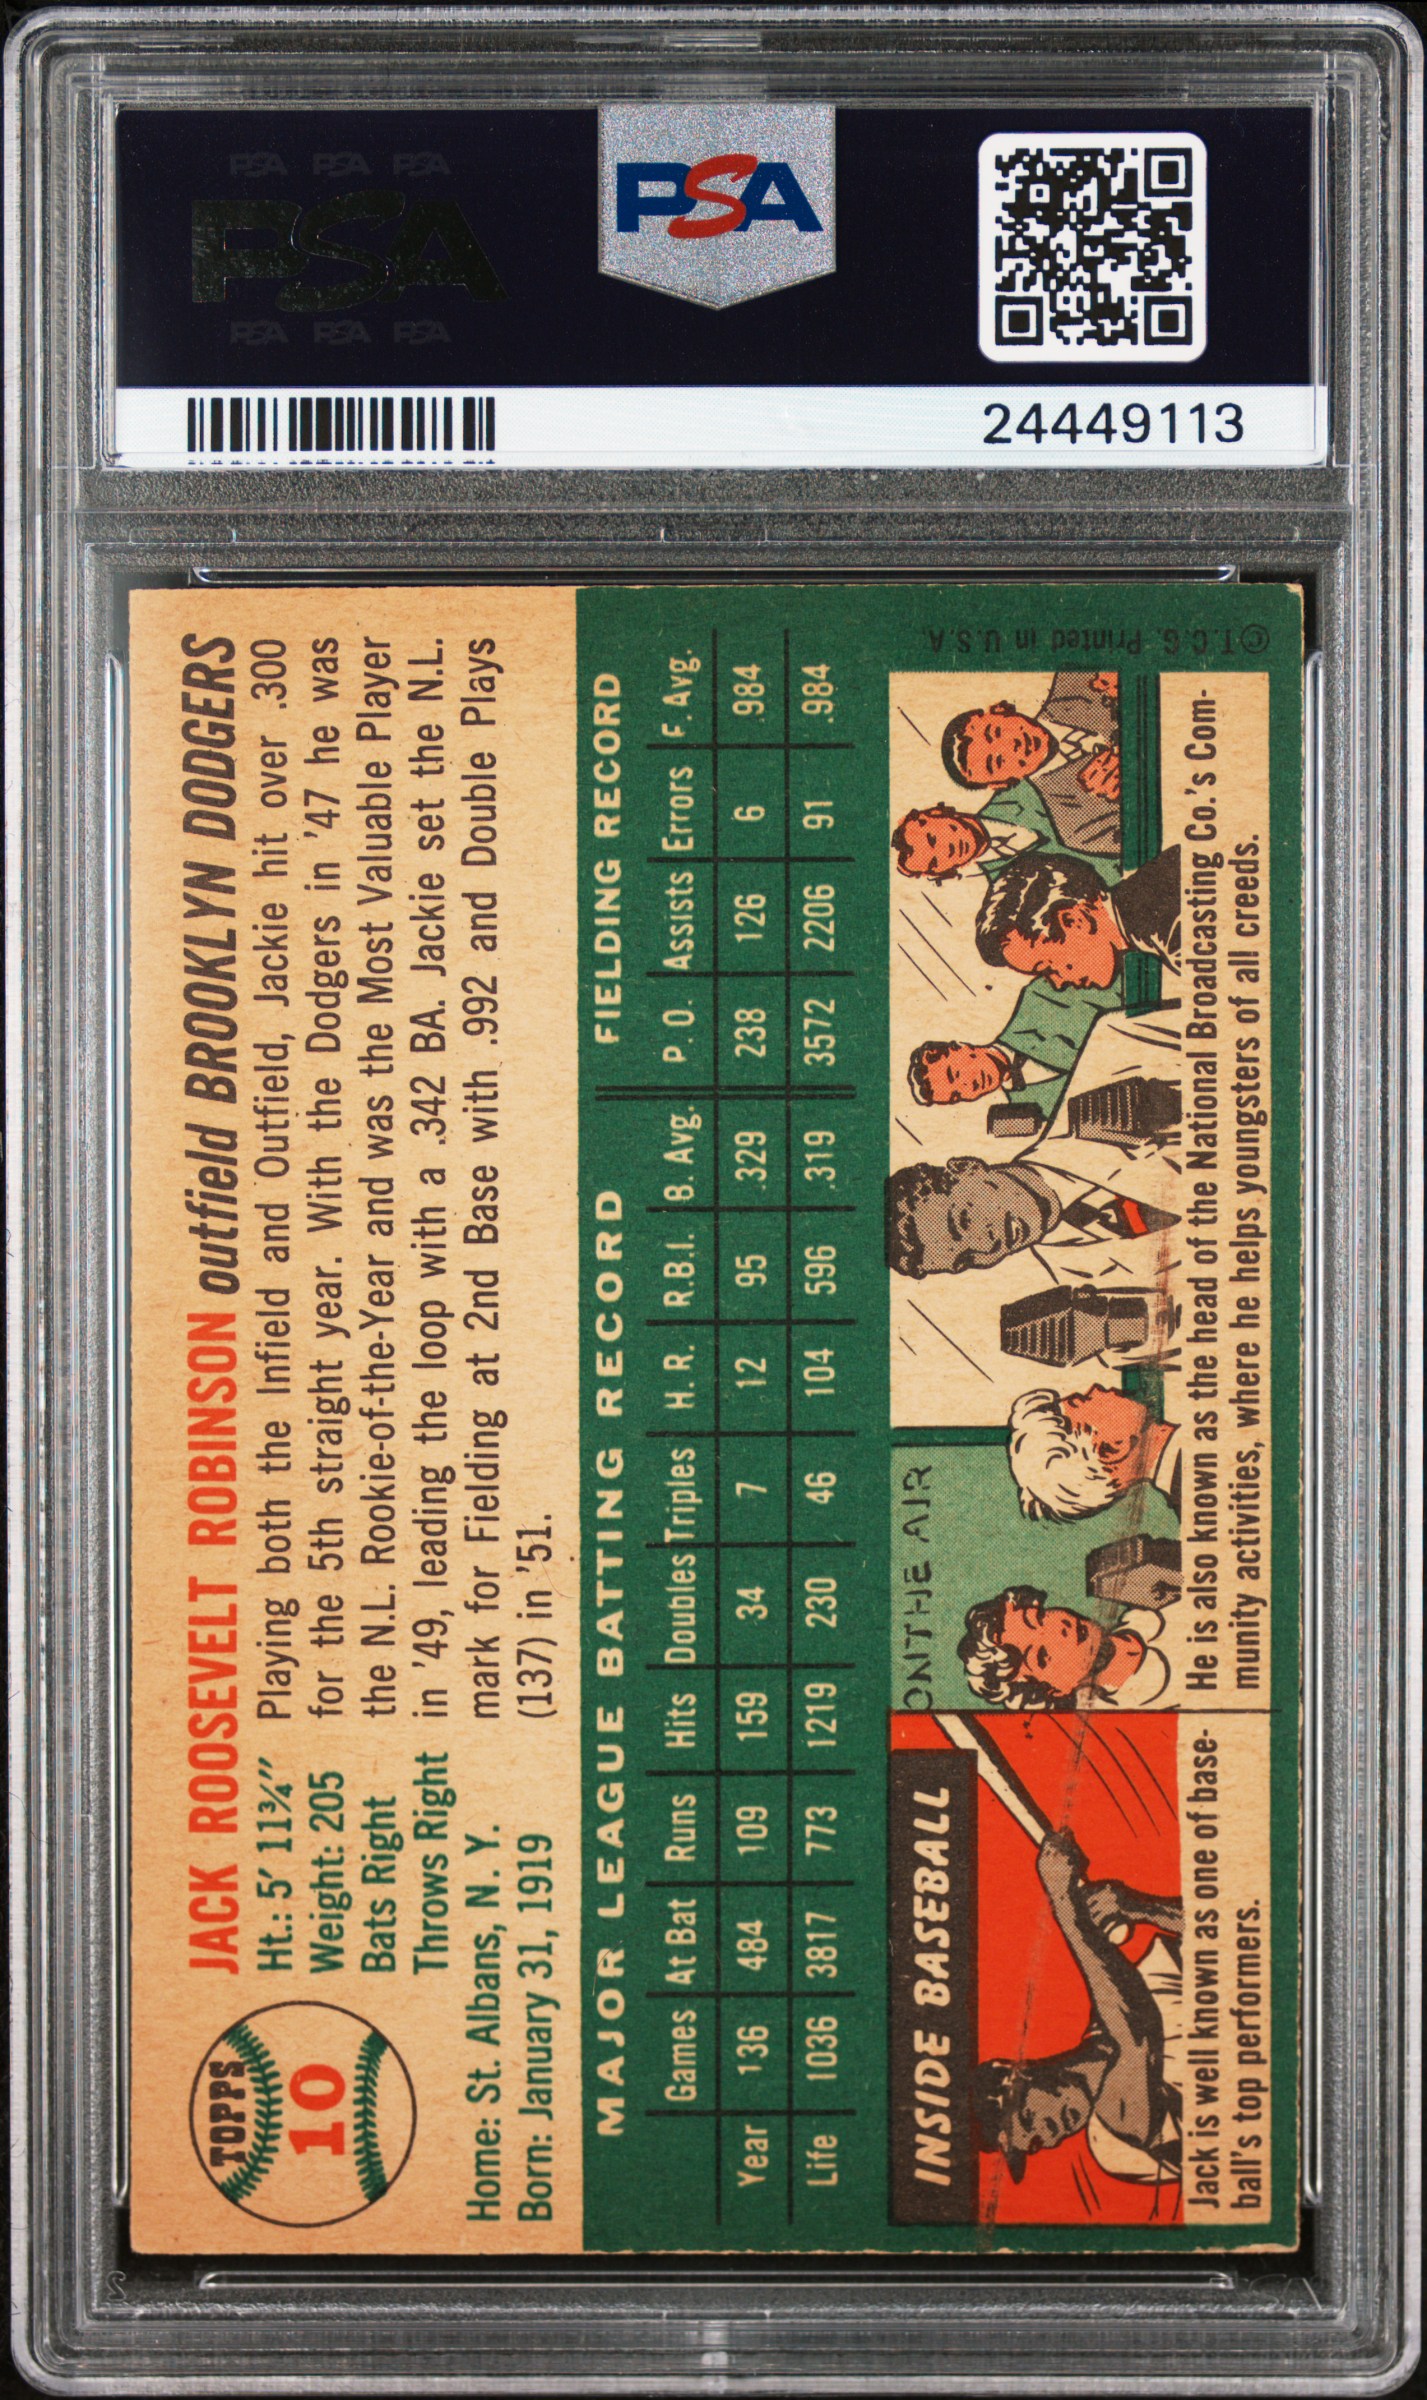 PSA PSA PSA
PSA
PSA PSA PSA
PSA
24449113
TOPPS
10
JACK ROOSEVELT ROBINSON outfield BROOKLYN DODGERS
Ht.: 5' 11¾"
Weight: 205
Bats Right
Throws Right
Home: St. Albans, N. Y.
Born: January 31, 1919
Playing both the Infield and Outfield, Jackie hit over .300
for the 5th straight year. With the Dodgers in '47 he was
the N.L. Rookie-of-the-Year and was the Most Valuable Player
in '49, leading the loop with a .342 BA. Jackie set the N.L.
mark for Fielding at 2nd Base with .992 and Double Plays
(137) in '51.
MAJOR LEAGUE BATTING RECORD FIELDING RECORD
Games At Bat Runs Hits Doubles Triples H. R. R.B.I. B. Avg. P. O. Assists Errors F. Avg.
Year 136 484 109 159 34 7 12 95 .329 238 126 6 .984
Life 1036 3817 773 1219 230 46 104 596 .319 3572 2206 91 .984
INSIDE BASEBALL
ON THE AIR
Jack is well known as one of base-
ball's top performers.
He is also known as the head of the National Broadcasting Co.'s Com-
munity activities, where he helps youngsters of all creeds.
© T.C.G. Printed in U.S.A.